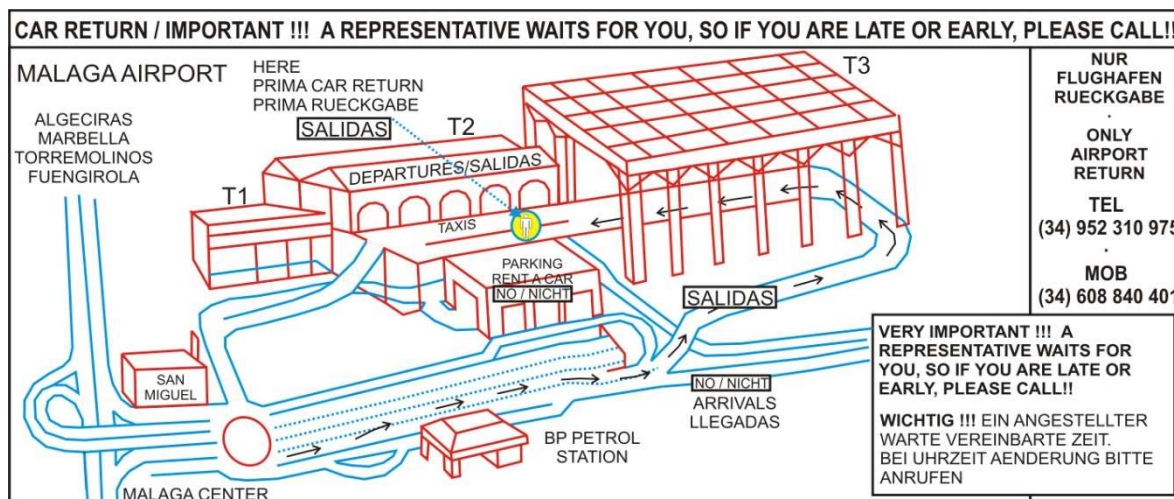 CAR RETURN / IMPORTANT !!! A REPRESENTATIVE WAITS FOR YOU, SO IF YOU ARE LATE OR EARLY, PLEASE CALL!!
MALAGA AIRPORT
HERE
PRIMA CAR RETURN
PRIMA RUECKGABE
SALIDAS
T3
ALGECIRAS
MARBELLA
TORREMOLINOS
FUENGIROLA
T2
DEPARTURES/SALIDAS
T1
TAXIS
PARKING
RENT A CAR
NO / NICHT
SALIDAS
SAN
MIGUEL
NO / NICHT
ARRIVALS
LLEGADAS
BP PETROL
STATION
MALAGA CENTER
NUR
FLUGHAFEN
RUECKGABE
.
ONLY
AIRPORT
RETURN
TEL
(34) 952 310 975
.
MOB
(34) 608 840 401
VERY IMPORTANT !!! A
REPRESENTATIVE WAITS FOR
YOU, SO IF YOU ARE LATE OR
EARLY, PLEASE CALL!!
WICHTIG !!! EIN ANGESTELLTER
WARTE VEREINBARTE ZEIT.
BEI UHRZEIT AENDERUNG BITTE
ANRUFEN